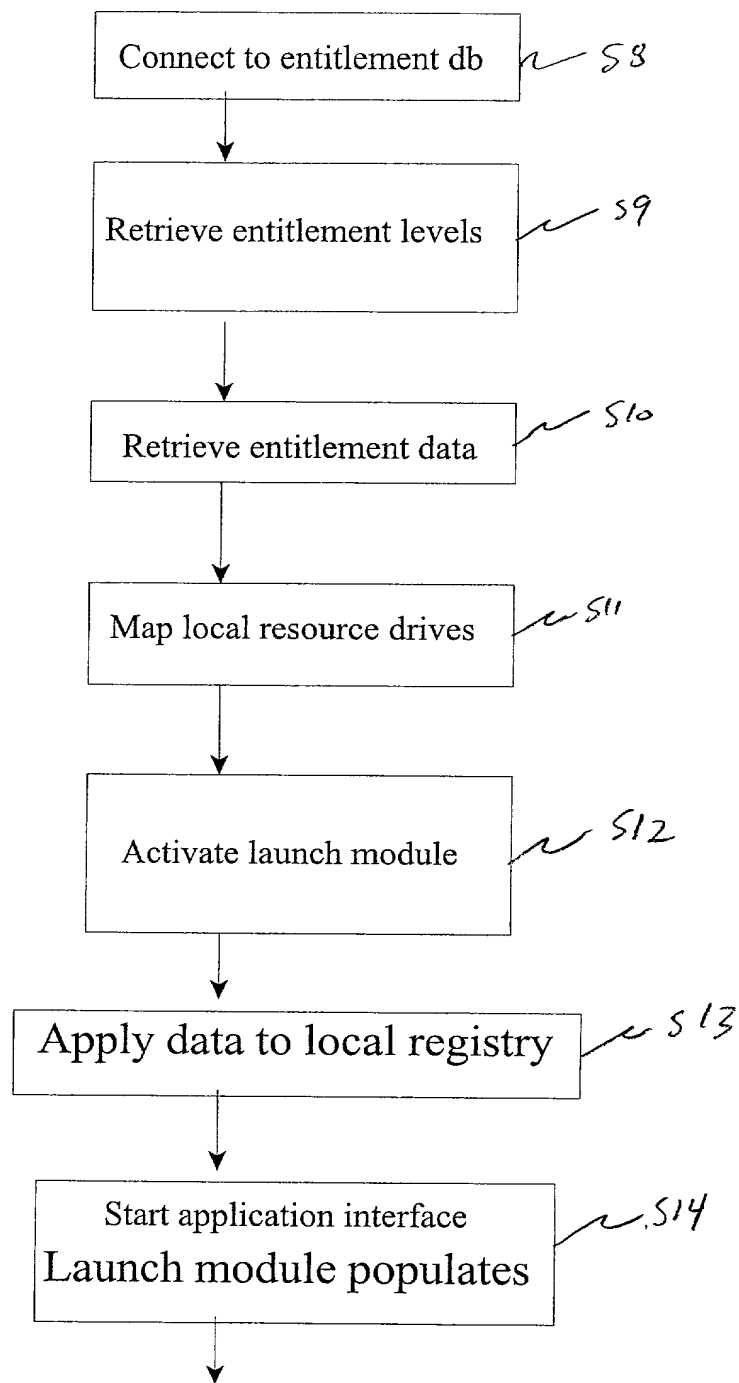 Connect to entitlement db
S8
Retrieve entitlement levels
S9
Retrieve entitlement data
S10
Map local resource drives
S11
Activate launch module
S12
Apply data to local registry
S13
Start application interface
Launch module populates
S14